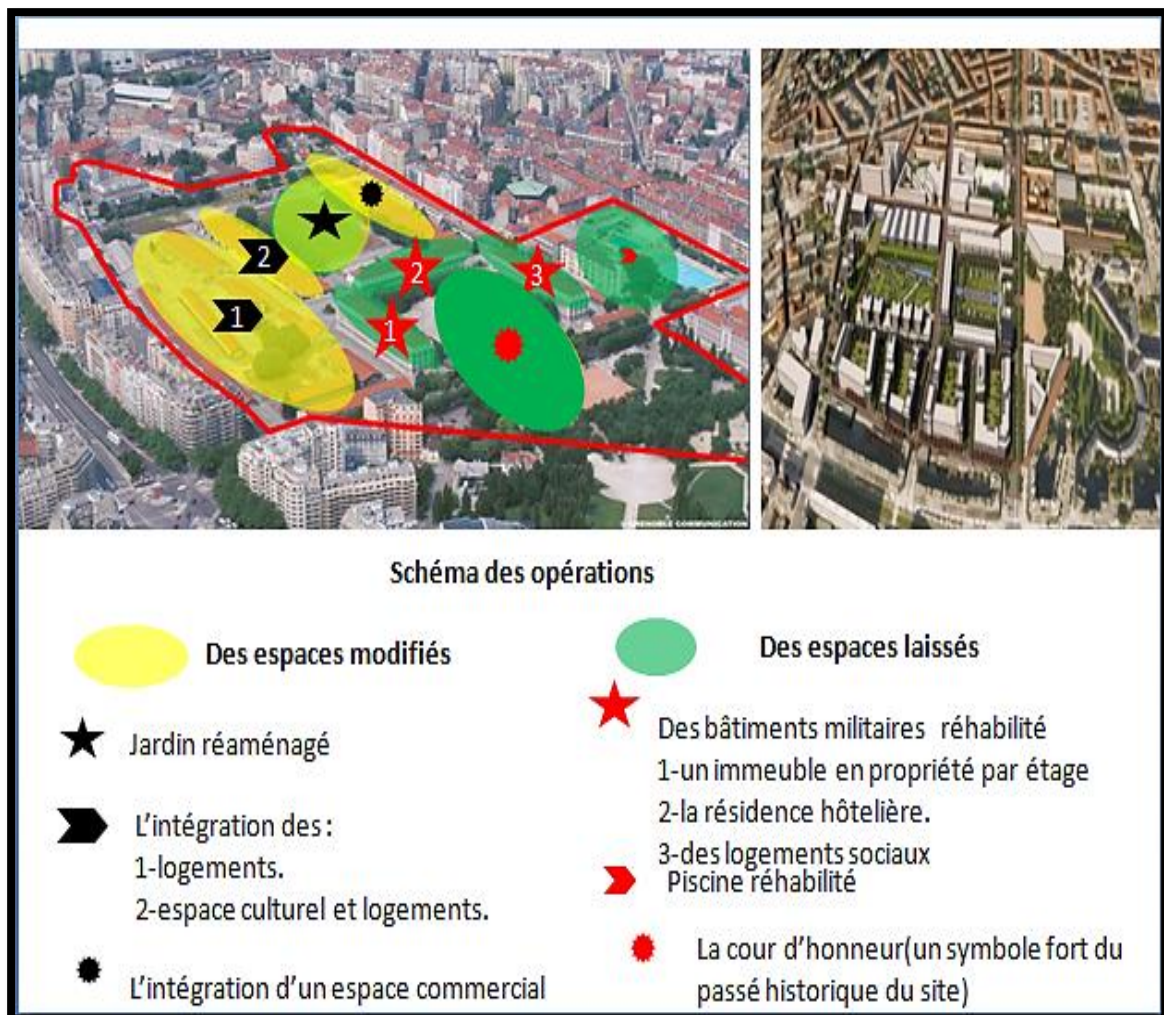 2
1
2
3
1
GRENOBLE COMMUNICATION
Schéma des opérations
Des espaces modifiés
Jardin réaménagé
L'intégration des :
1-logements.
2-espace culturel et logements.
L'intégration d'un espace commercial
Des espaces laissés
Des bâtiments militaires réhabilité
1-un immeuble en propriété par étage
2-la résidence hôtelière.
3-des logements sociaux
Piscine réhabilité
La cour d'honneur(un symbole fort du
passé historique du site)